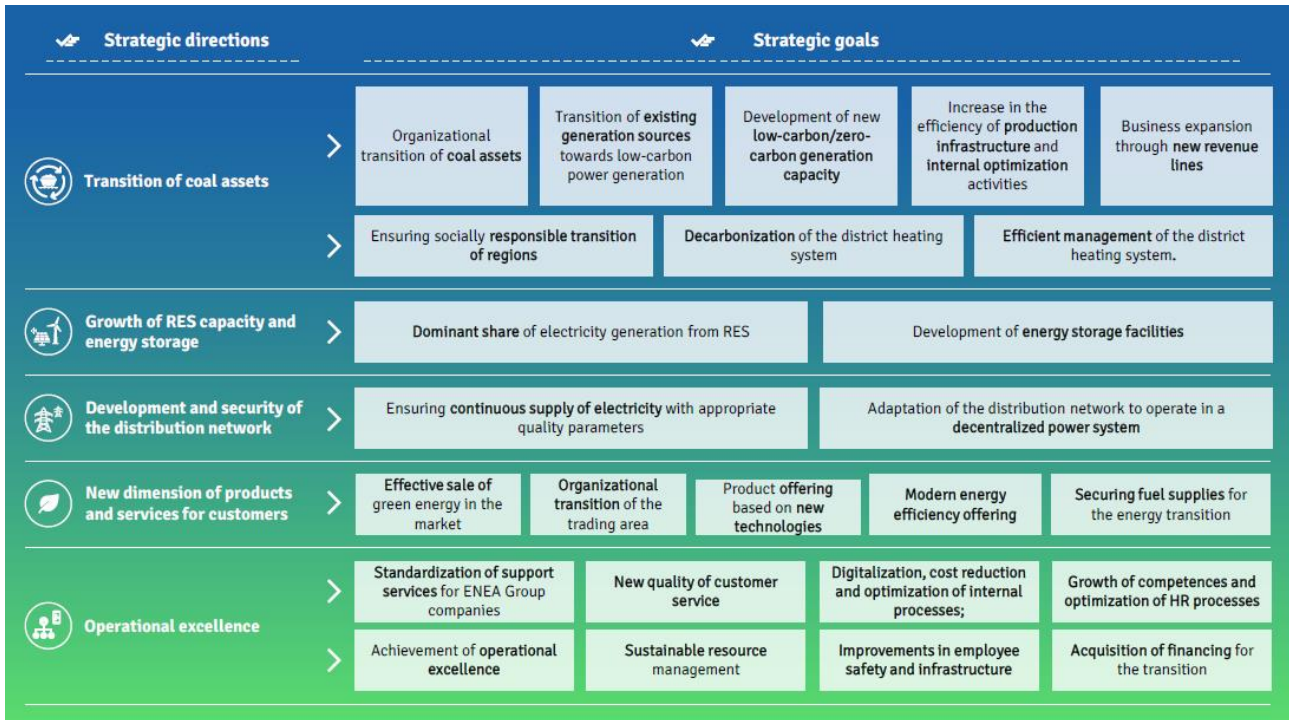 Strategic directions
Strategic goals
Transition of coal assets
Organizational
transition of coal assets
Transition of existing
generation sources
towards low-carbon
power generation
Development of new
low-carbon/zero-
carbon generation
capacity
Increase in the
efficiency of production
infrastructure and
internal optimization
activities
Business expansion
through new revenue
lines
Ensuring socially responsible transition
of regions
Decarbonization of the district heating
system
Efficient management of the district
heating system.
Growth of RES capacity and
energy storage
Dominant share of electricity generation from RES
Development of energy storage facilities
Development and security of
the distribution network
Ensuring continuous supply of electricity with appropriate
quality parameters
Adaptation of the distribution network to operate in a
decentralized power system
New dimension of products
and services for customers
Effective sale of
green energy in the
market
Organizational
transition of the
trading area
Product offering
based on new
technologies
Modern energy
efficiency offering
Securing fuel supplies for
the energy transition
Operational excellence
Standardization of support
services for ENEA Group
companies
New quality of customer
service
Digitalization, cost reduction
and optimization of internal
processes;
Growth of competences and
optimization of HR processes
Achievement of operational
excellence
Sustainable resource
management
Improvements in employee
safety and infrastructure
Acquisition of financing for
the transition